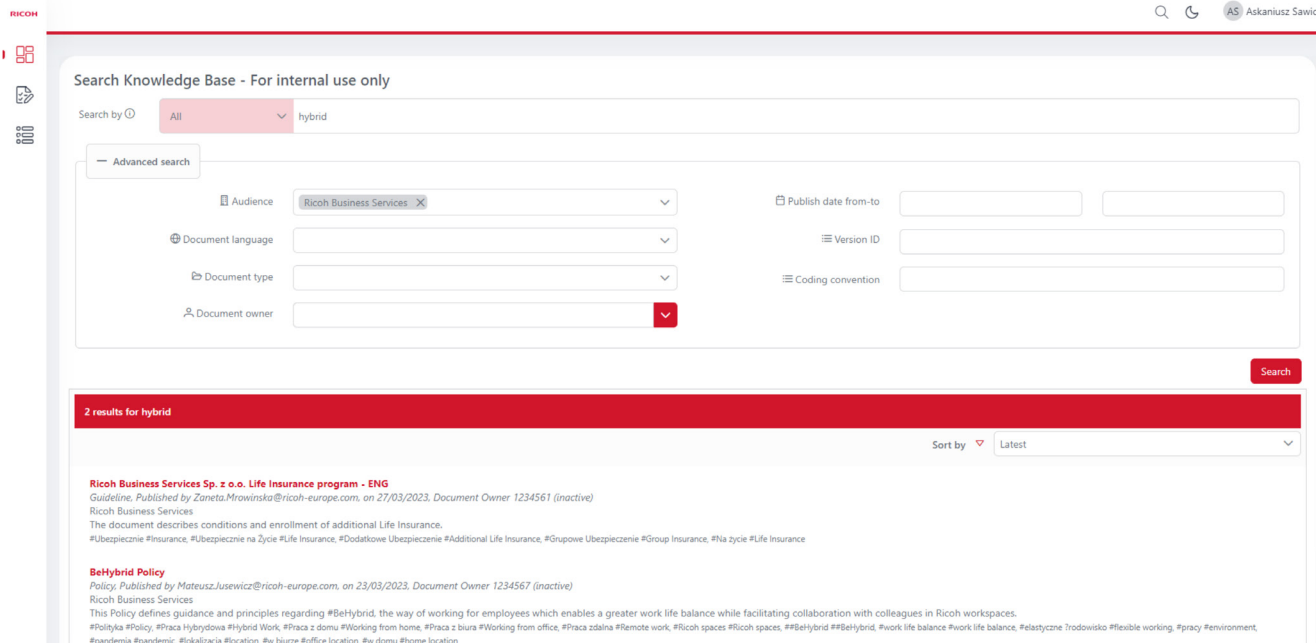 RICOH
AS Askaniusz Sawic
Search Knowledge Base - For internal use only
Search by
All
hybrid
Advanced search
Audience
Ricoh Business Services
Publish date from-to
Document language
Version ID
Document type
Coding convention
Document owner
Search
2 results for hybrid
Sort by
Latest
Ricoh Business Services Sp. z o.o. Life Insurance program - ENG
Guideline, Published by Zaneta.Mrowinska@ricoh-europe.com, on 27/03/2023, Document Owner 1234561 (inactive)
Ricoh Business Services
The document describes conditions and enrollment of additional Life Insurance.
#Ubezpiecznie #Insurance, #Ubezpiecznie na Życie #Life Insurance, #Dodatkowe Ubezpieczenie #Additional Life Insurance, #Grupowe Ubezpieczenie #Group Insurance, #Na zycie #Life Insurance
BeHybrid Policy
Policy, Published by MateuszJusewicz@ricoh-europe.com, on 23/03/2023, Document Owner 1234567 (inactive)
Ricoh Business Services
This Policy defines guidance and principles regarding #BeHybrid, the way of working for employees which enables a greater work life balance while facilitating collaboration with colleagues in Ricoh workspaces.
#Polityka #Policy, #Praca Hybrydowa #Hybrid Work, #Praca z domu #Working from home, #Praca z biura #Working from office, #Praca zdalna #Remote work, #Ricoh spaces #Ricoh spaces, ##BeHybrid ##BeHybrid, #work life balance #work life balance, #elastyczne ?rodowisko #flexible working, #pracy #environment,
#pandemia #pandemic, #lokalizacja #location, #w biurze #office location, #w domu #home location